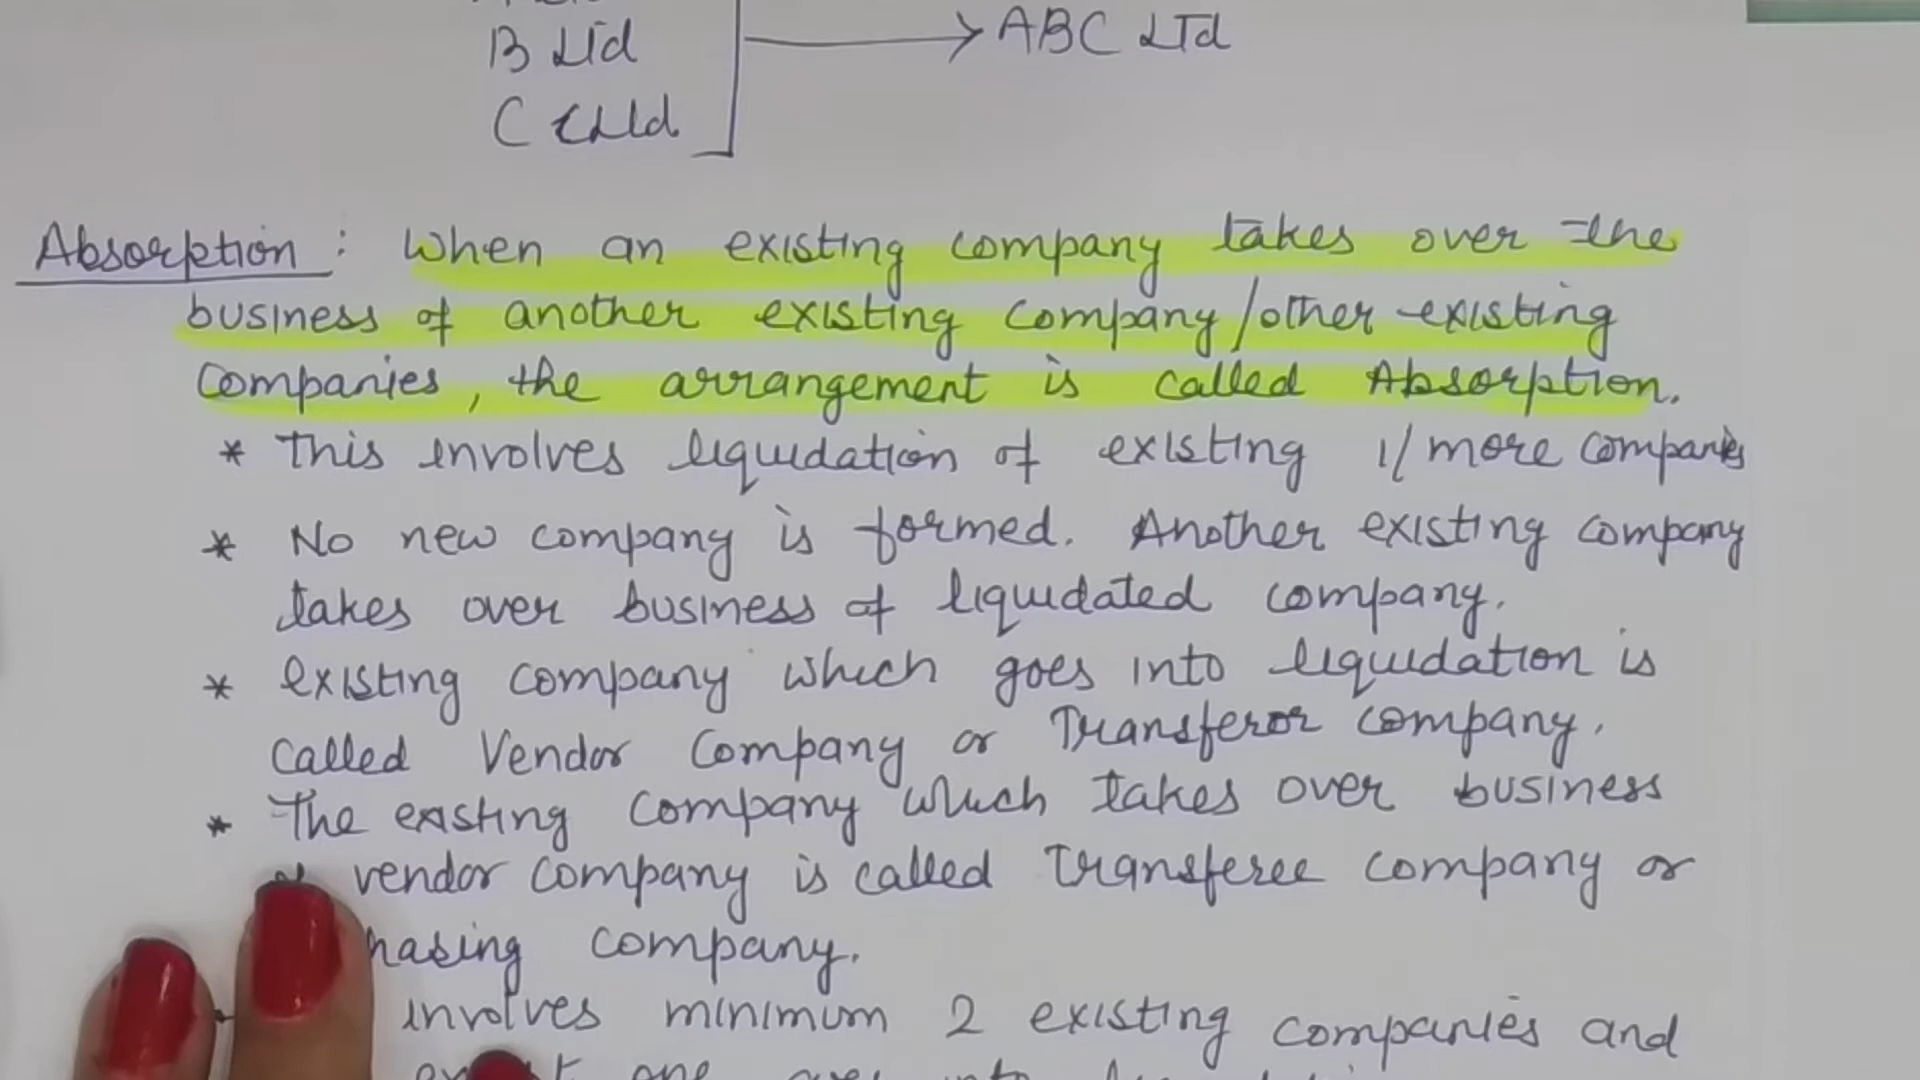 B Ltd
C Ltd
ABC LTd
Absorption : When an existing company takes over the
business of another existing company/other existing
companies, the arrangement is called Absorption.
* This involves liquidation of existing 1/more companies
* No new company is formed. Another existing company
takes over business of liquidated company.
* existing company which goes into liquidation is
called Vendor Company or Transferor company.
* The existing company which takes over business
vendor company is called Transferee company or
hasing company.
involves minimum 2 existing companies and
one goes into